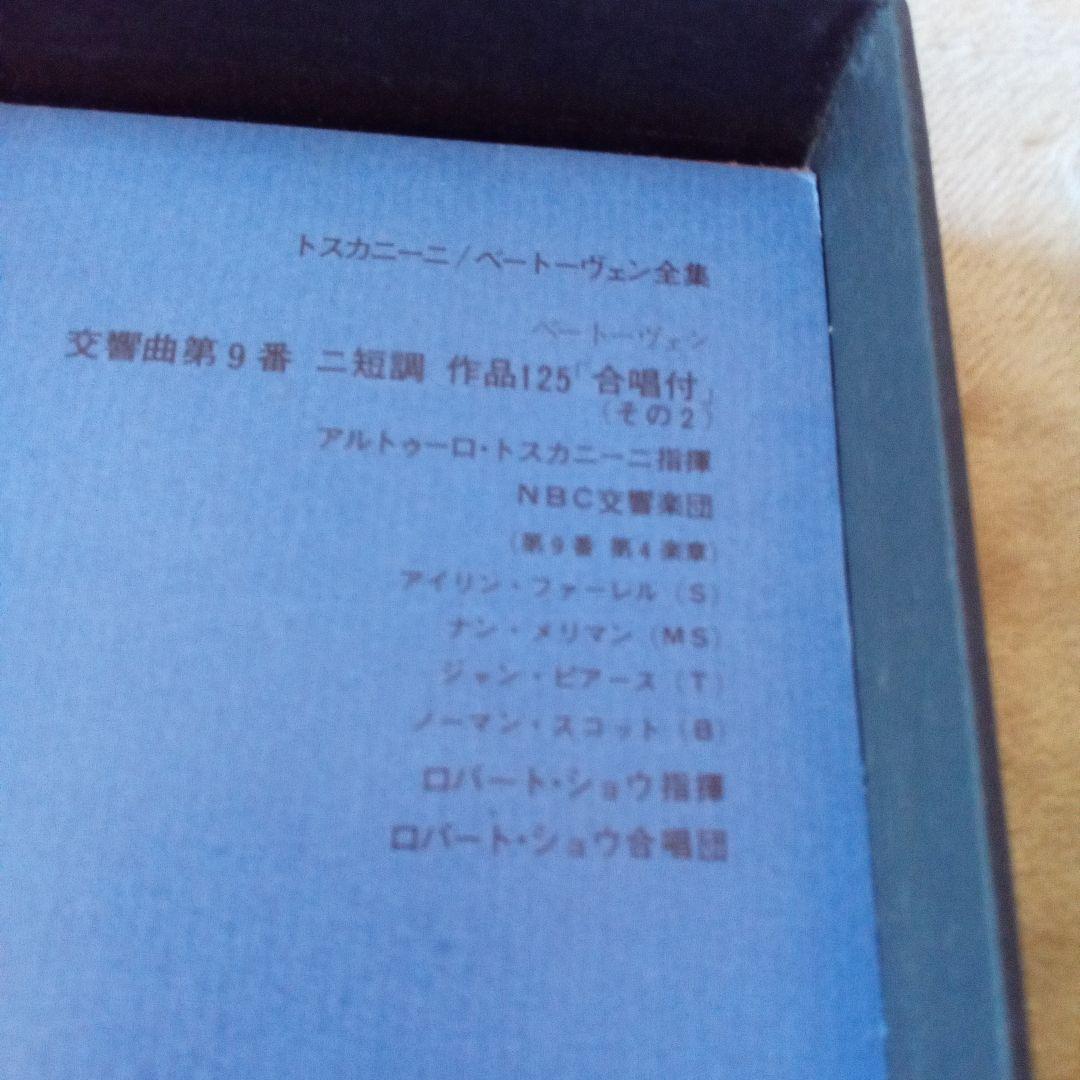 トスカニーニ/ベートーヴェン全集
ベートーヴェン
交響曲第9番 ニ短調 作品125「合唱付」
(その2)
アルトゥーロ・トスカニーニ指揮
NBC交響楽団
(第9番 第4楽章)
アイリン・ファーレル(S)
ナン・メリマン(MS)
ジャン・ピアース(T)
ノーマン・スコット(B)
ロバート・ショウ指揮
ロバート・ショウ合唱団